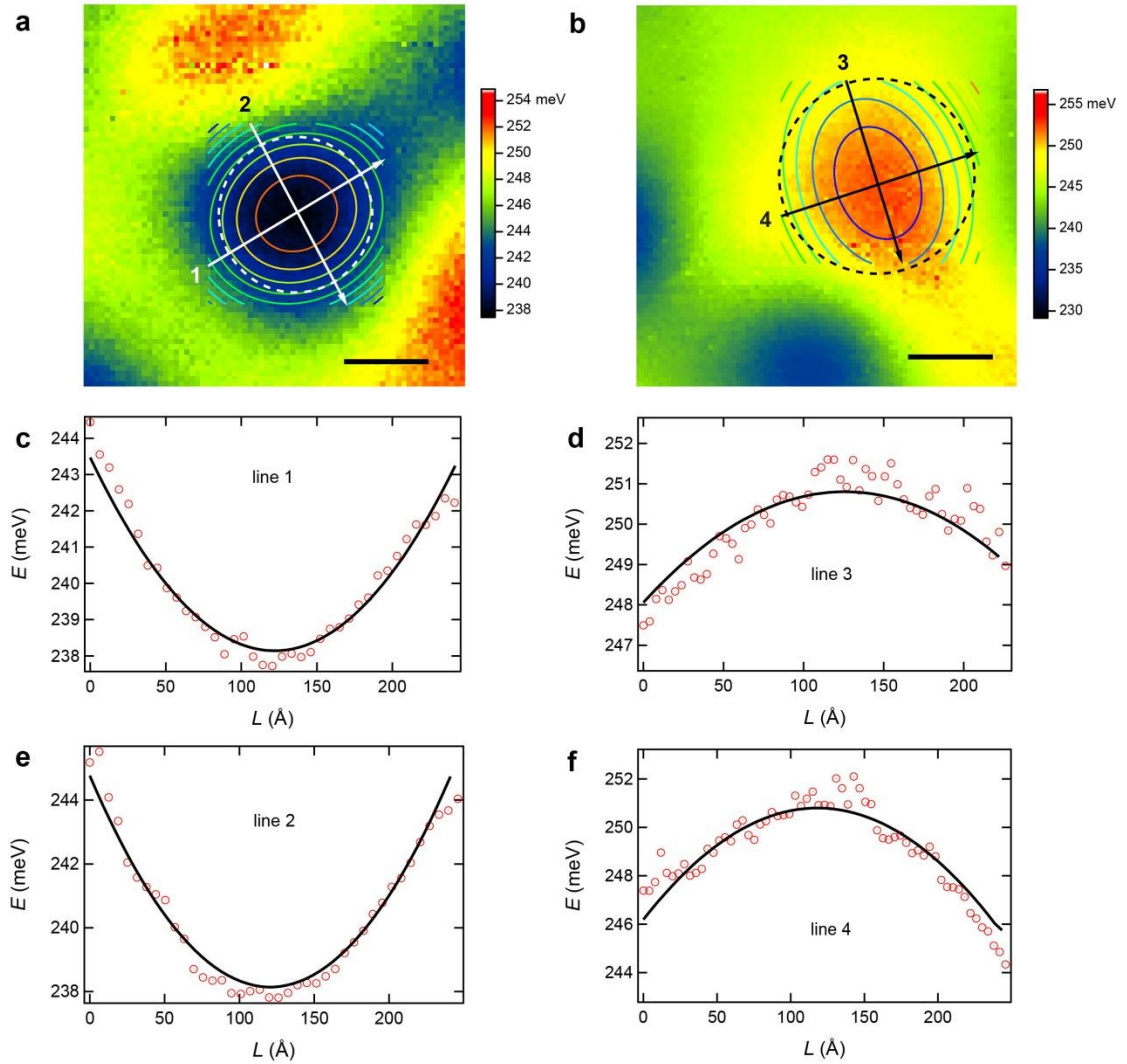 a
2
1
254 meV
252
250
248
246
244
242
240
238
b
3
4
255 meV
250
245
240
235
230
c
244
243
242
241
240
239
238
E (meV)
line 1
0
50
100
150
200
L (Å)
d
252
251
250
249
248
247
E (meV)
line 3
0
50
100
150
200
L (Å)
e
244
242
240
238
E (meV)
line 2
0
50
100
150
200
L (Å)
f
252
250
248
246
244
E (meV)
line 4
0
50
100
150
200
L (Å)